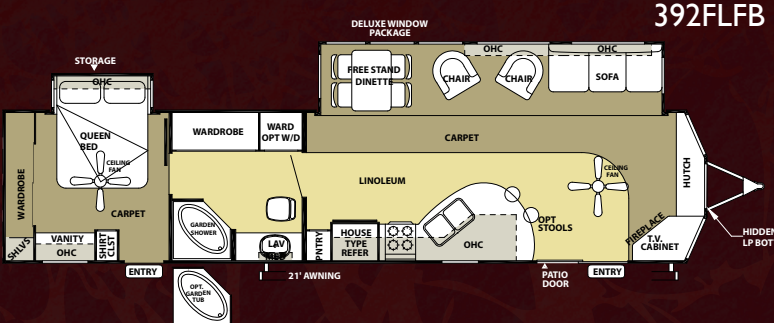 392FLFB
DELUXE WINDOW
PACKAGE
STORAGE
OHC
OHC
OHC
FREE STAND
DINETTE
CHAIR
CHAIR
SOFA
QUEEN
BED
CEILING
FAN
WARDROBE
WARD
OPT W/D
CARPET
LINOLEUM
CEILING
FAN
HUTCH
WARDROBE
CARPET
GARDEN
SHOWER
OPT
STOOLS
FIREPLACE
SHLVS
VANITY
OHC
SHIRT
CLST
LAV
PNTRY
HOUSE
TYPE
REFER
OHC
T.V.
CABINET
HIDDEN
LP BOT
ENTRY
21' AWNING
PATIO
DOOR
ENTRY
OPT.
GARDEN
TUB